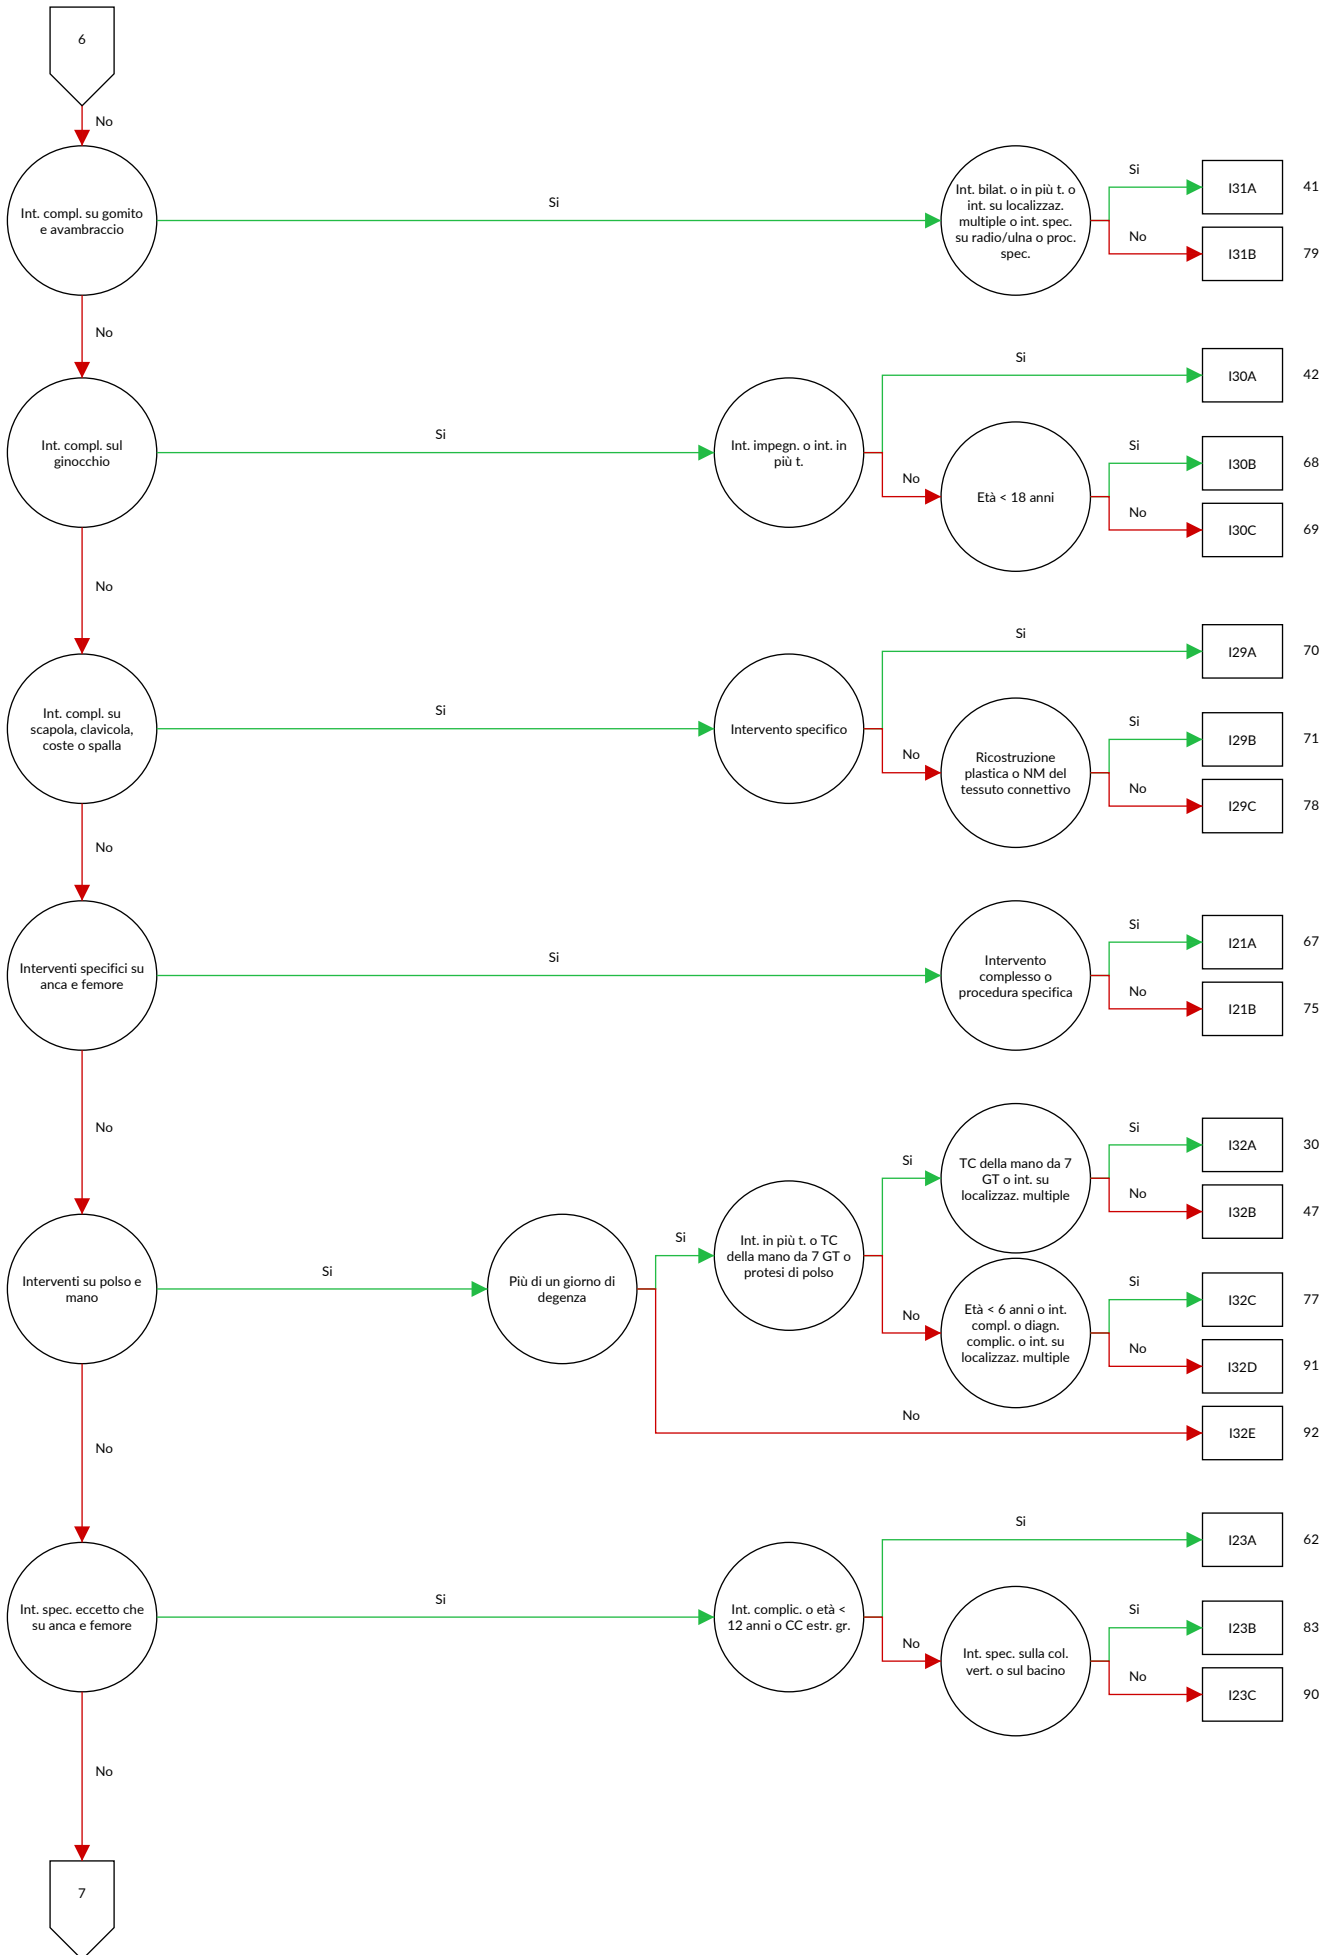 6
No
Int. compl. su gomito
e avambraccio
Si
Int. bilat. o in più t. o
int. su localizzaz.
multiple o int. spec.
su radio/ulna o proc.
spec.
Si
I31A
41
No
I31B
79
No
Int. compl. sul
ginocchio
Si
Int. impegn. o int. in
più t.
Si
I30A
42
No
Età < 18 anni
Si
I30B
68
No
I30C
69
No
Int. compl. su
scapola, clavicola,
coste o spalla
Si
Intervento specifico
Si
I29A
70
No
Ricostruzione
plastica o NM del
tessuto connettivo
Si
I29B
71
No
I29C
78
No
Interventi specifici su
anca e femore
Si
Intervento
complesso o
procedura specifica
Si
I21A
67
No
I21B
75
No
Interventi su polso e
mano
Si
Più di un giorno di
degenza
Si
Int. in più t. o TC
della mano da 7 GT o
protesi di polso
Si
TC della mano da 7
GT o int. su
localizzaz. multiple
Si
I32A
30
No
I32B
47
No
Età < 6 anni o int.
compl. o diagn.
complic. o int. su
localizzaz. multiple
Si
I32C
77
No
I32D
91
No
I32E
92
No
Int. spec. eccetto che
su anca e femore
Si
Int. complic. o età <
12 anni o CC estr. gr.
Si
I23A
62
No
Int. spec. sulla col.
vert. o sul bacino
Si
I23B
83
No
I23C
90
No
7